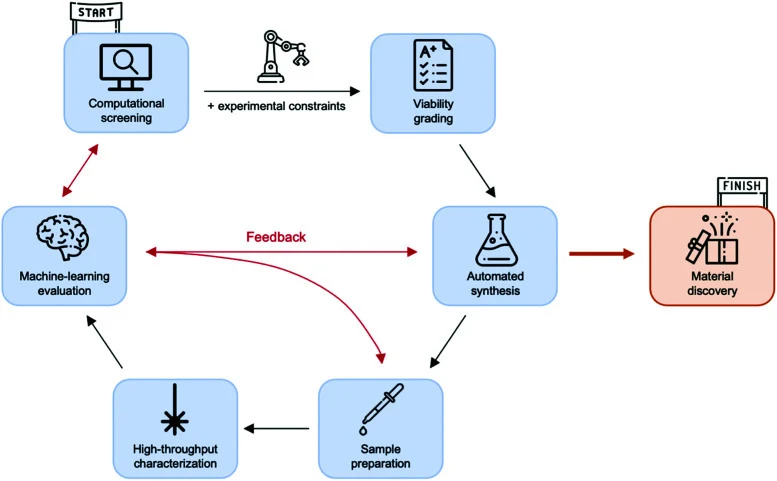 START
Computational
screening
+ experimental constraints
A+
Viability
grading
FINISH
Machine-learning
evaluation
Feedback
Automated
synthesis
Material
discovery
High-throughput
characterization
Sample
preparation